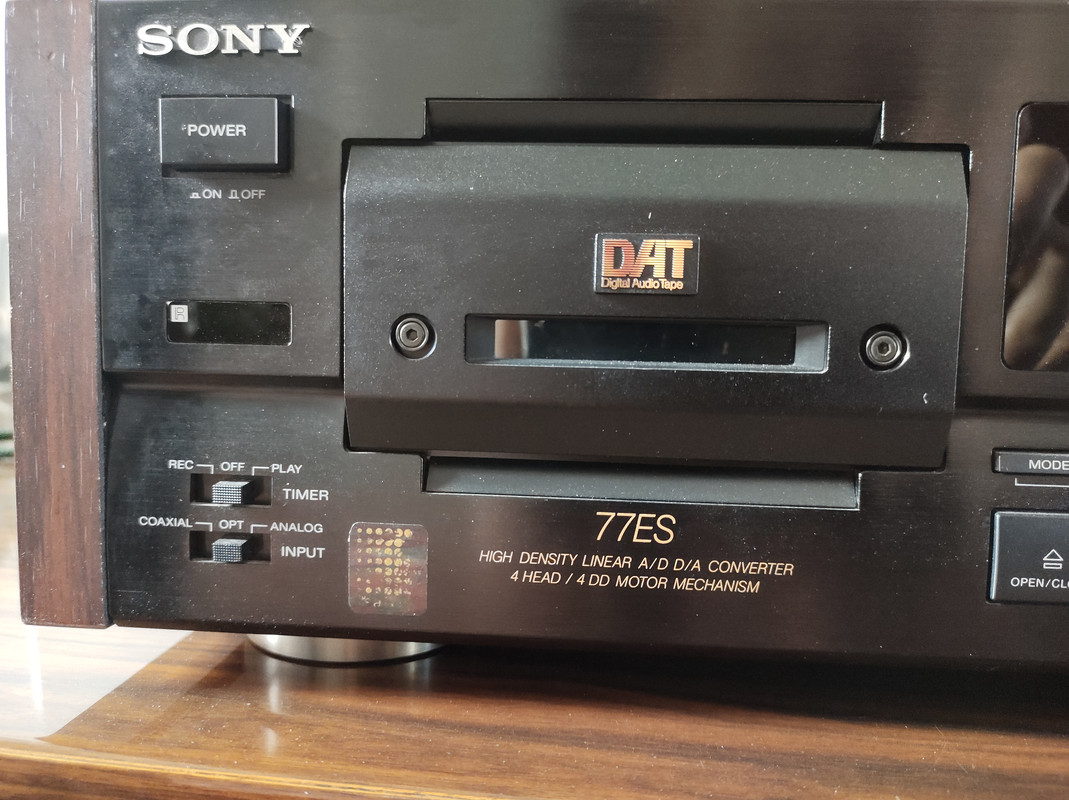 SONY
POWER
ON OFF
DAT
Digital Audio Tape
R
REC OFF PLAY
TIMER
COAXIAL OPT ANALOG
INPUT
77ES
HIGH DENSITY LINEAR A/D D/A CONVERTER
4 HEAD / 4 DD MOTOR MECHANISM
MODE
OPEN/CLO